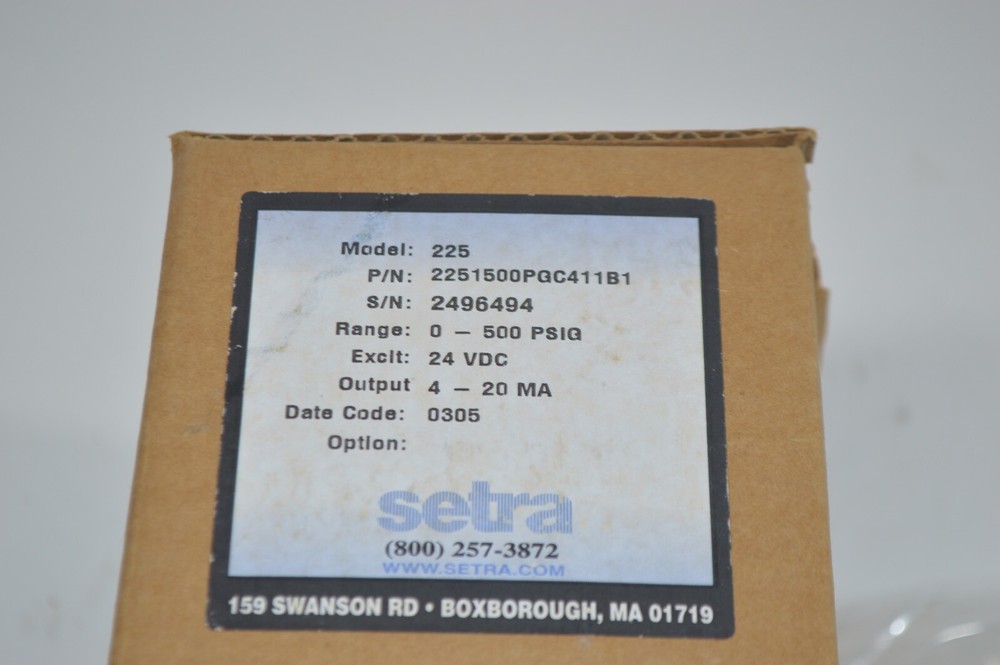 Model: 225
P/N: 2251500PGC411B1
S/N: 2496494
Range: 0 – 500 PSIG
Excit: 24 VDC
Output 4 – 20 MA
Date Code: 0305
Option:
setra
(800) 257-3872
WWW.SETRA.COM
159 SWANSON RD • BOXBOROUGH, MA 01719